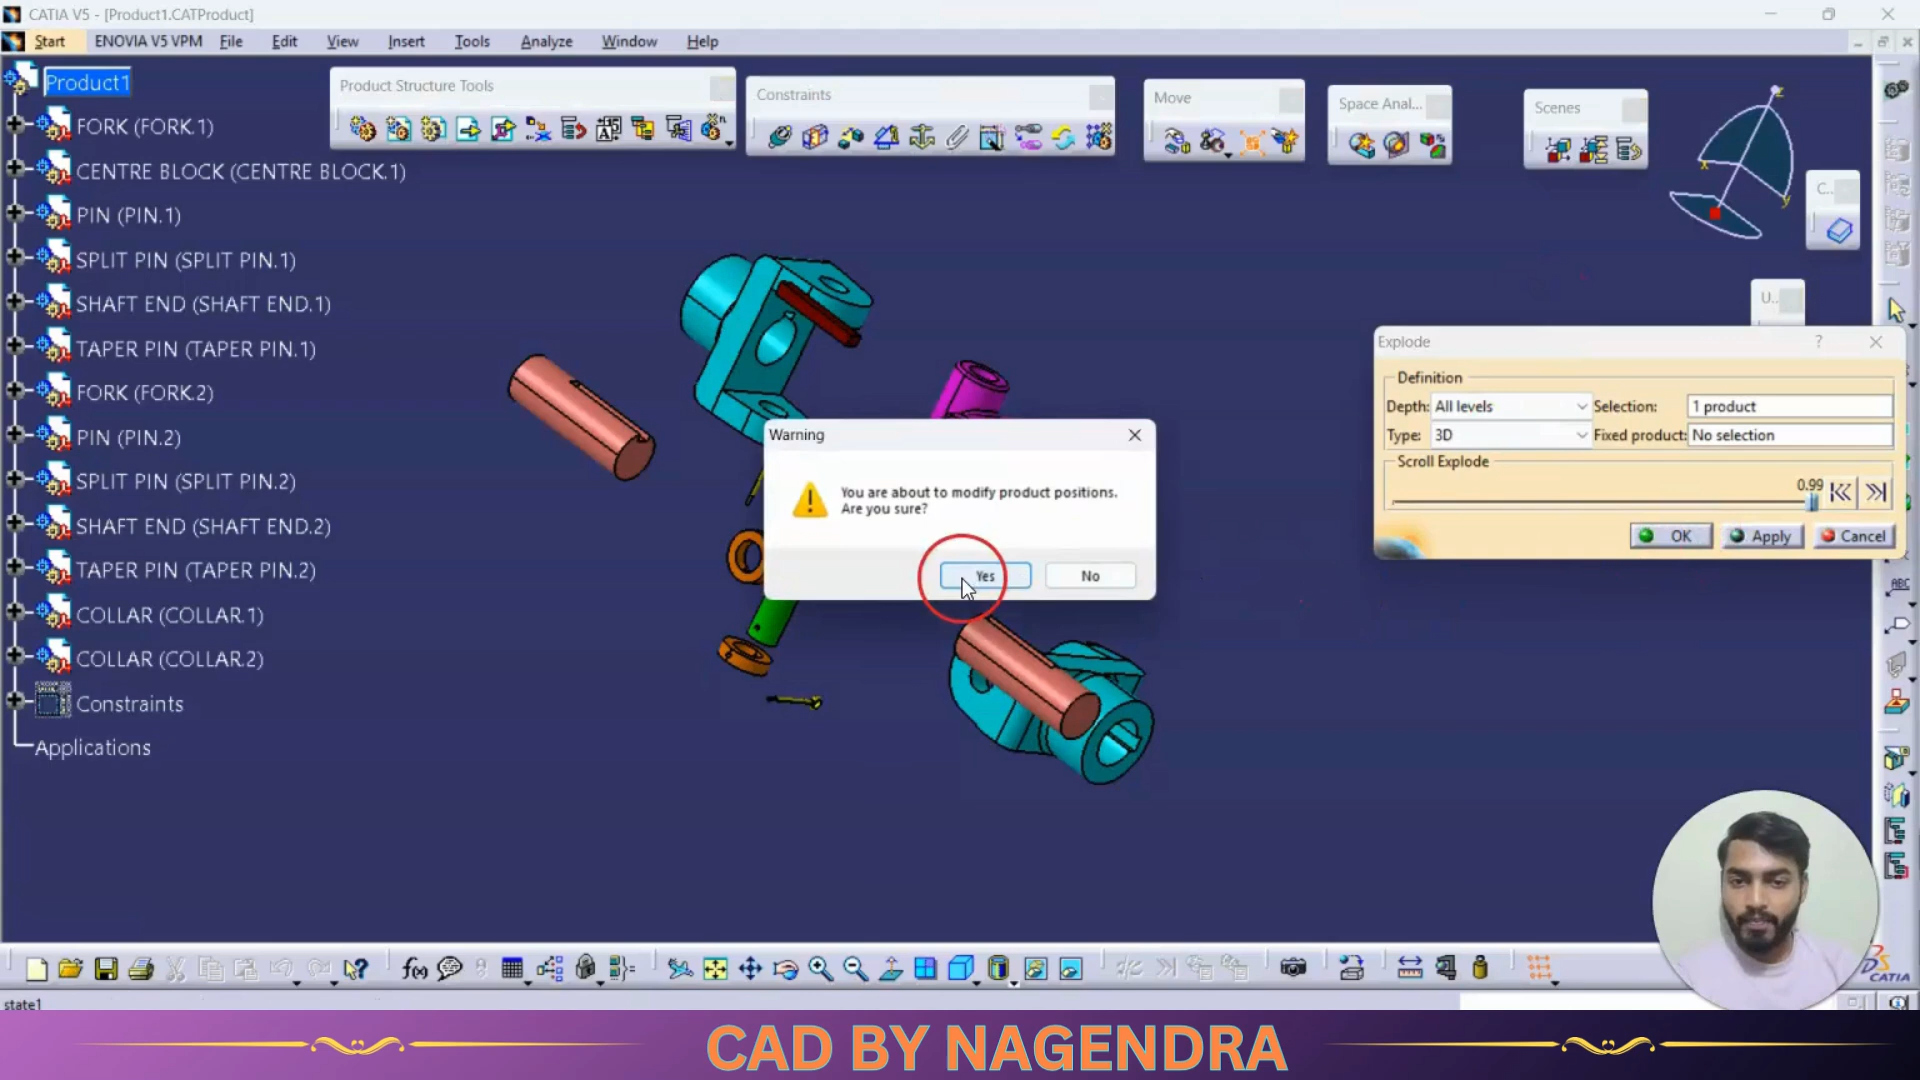 CATIA V5 - [Product1.CATProduct]
Start ENOVIA V5 VPM File Edit View Insert Tools Analyze Window Help
Product1
Product Structure Tools
Constraints
Move
Space Anal...
Scenes
C...
U...
FORK (FORK.1)
CENTRE BLOCK (CENTRE BLOCK.1)
PIN (PIN.1)
SPLIT PIN (SPLIT PIN.1)
SHAFT END (SHAFT END.1)
TAPER PIN (TAPER PIN.1)
FORK (FORK.2)
PIN (PIN.2)
SPLIT PIN (SPLIT PIN.2)
SHAFT END (SHAFT END.2)
TAPER PIN (TAPER PIN.2)
COLLAR (COLLAR.1)
COLLAR (COLLAR.2)
Constraints
Applications
z
x
y
Explode
?
Definition
Depth: All levels Selection: 1 product
Type: 3D Fixed product: No selection
Scroll Explode
0.99
OK Apply Cancel
Warning
You are about to modify product positions.
Are you sure?
Yes No
ABC
f(x)
CATIA
state1
CAD BY NAGENDRA